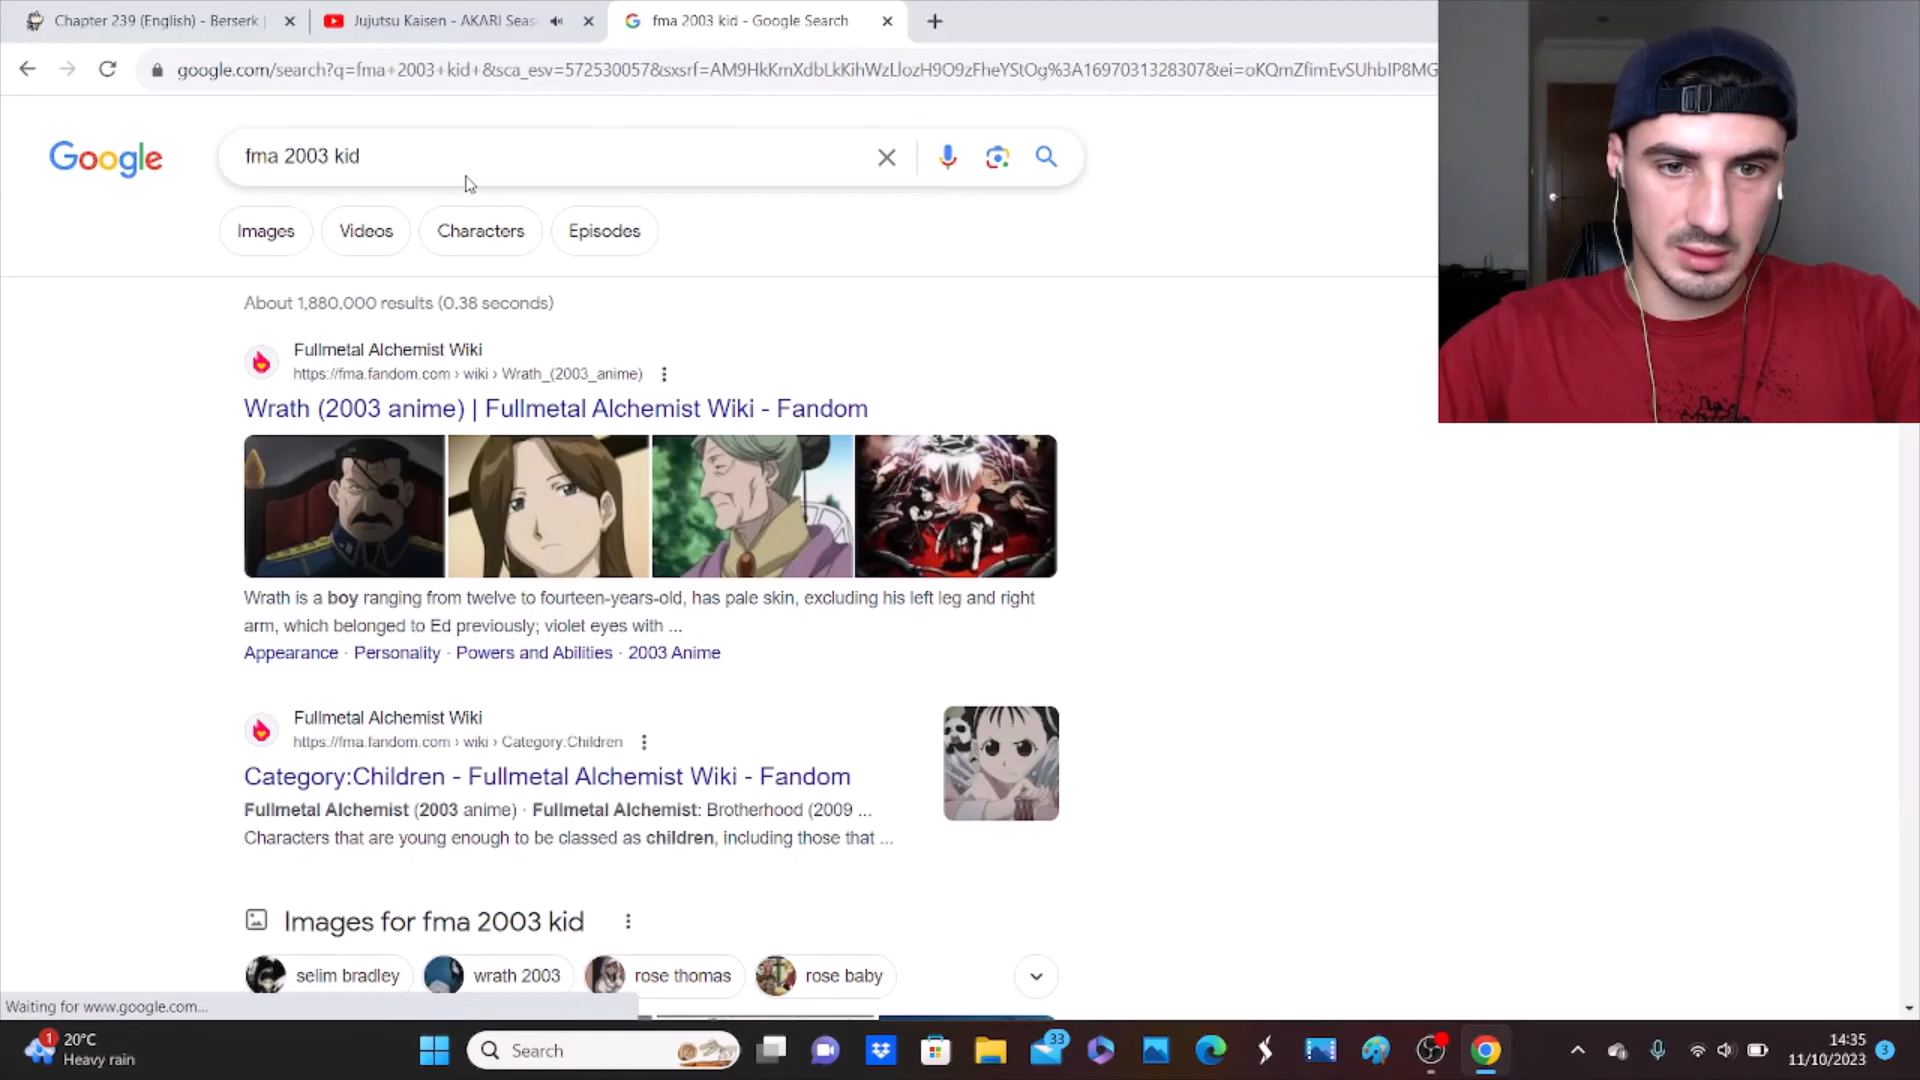 Chapter 239 (English) - Berserk
Jujutsu Kaisen - AKARI Seas
fma 2003 kid - Google Search
google.com/search?q=fma+2003+kid+&sca_esv=572530057&sxsrf=AM9HkKmXdbLkKihWzLlozH9O9zFheYStOg%3A1697031328307&tei=oKQmZfimEvSUhbIP8MG
Google
fma 2003 kid
Images
Videos
Characters
Episodes
About 1,880,000 results (0.38 seconds)
Fullmetal Alchemist Wiki
https://fma.fandom.com › wiki › Wrath_(2003_anime)
Wrath (2003 anime) | Fullmetal Alchemist Wiki - Fandom
Wrath is a boy ranging from twelve to fourteen-years-old, has pale skin, excluding his left leg and right
arm, which belonged to Ed previously; violet eyes with ...
Appearance · Personality · Powers and Abilities · 2003 Anime
Fullmetal Alchemist Wiki
https://fma.fandom.com › wiki › Category:Children
Category:Children - Fullmetal Alchemist Wiki - Fandom
Fullmetal Alchemist (2003 anime) · Fullmetal Alchemist: Brotherhood (2009 ...
Characters that are young enough to be classed as children, including those that ...
Images for fma 2003 kid
selim bradley
wrath 2003
rose thomas
rose baby
Waiting for www.google.com...
1
20°C
Heavy rain
Search
33
14:35
11/10/2023
3